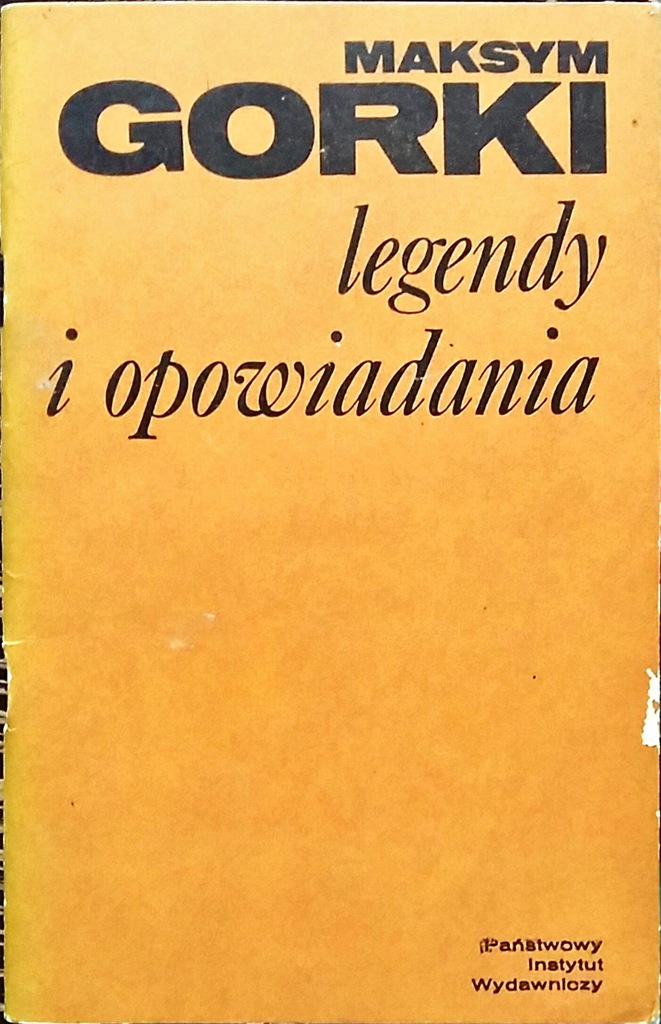 MAKSYM
GORKI
legendy
i opowiadania
Państwowy
Instytut
Wydawniczy